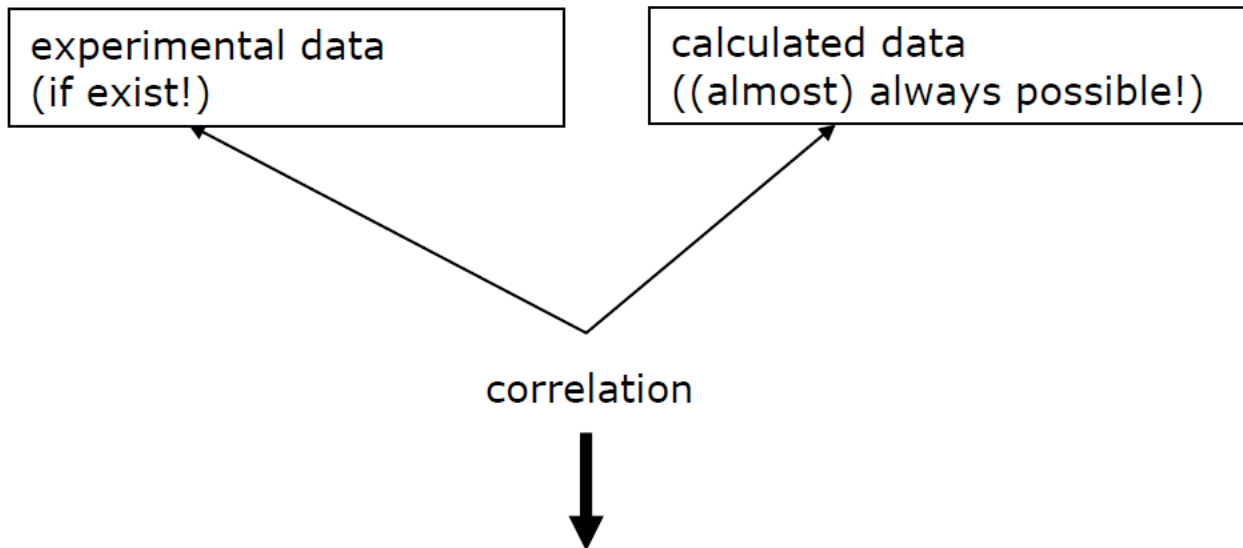 experimental data
(if exist!)
calculated data
((almost) always possible!)
correlation